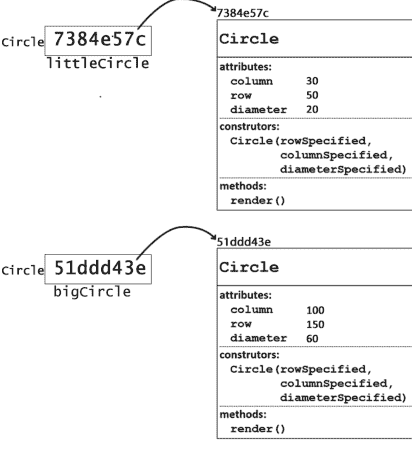 7384e57c
Circle 7384e57c
littleCircle
Circle
attributes:
column 30
row 50
diameter 20
construtors:
Circle(rowSpecified,
columnSpecified,
diameterSpecified)
methods:
render()
51ddd43e
Circle 51ddd43e
bigCircle
Circle
attributes:
column 100
row 150
diameter 60
construtors:
Circle(rowSpecified,
columnSpecified,
diameterSpecified)
methods:
render()